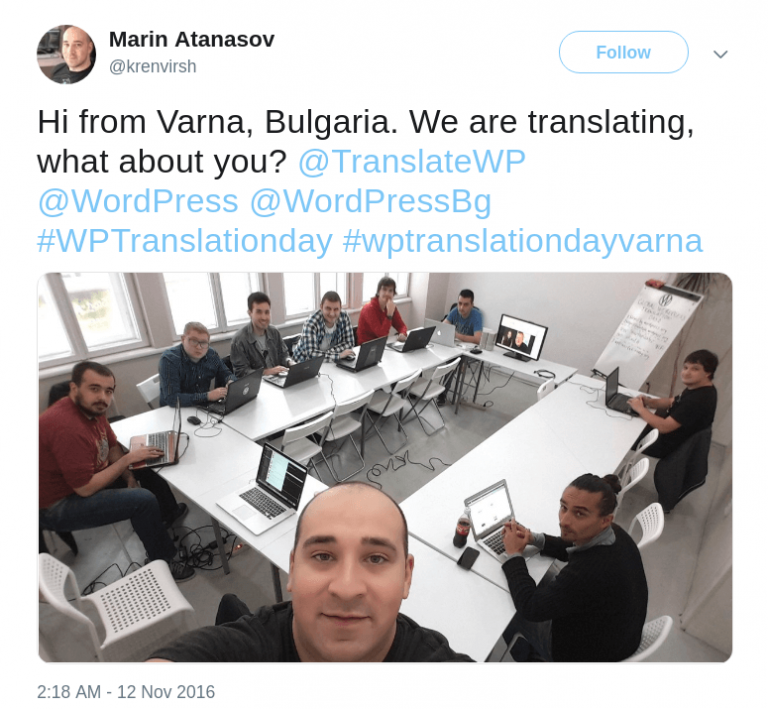 Marin Atanasov
@krenvirsh
Follow
Hi from Varna, Bulgaria. We are translating,
what about you? @TranslateWP
@WordPress @WordPressBg
#WPTranslationday #wptranslationdayvarna
2:18 AM - 12 Nov 2016